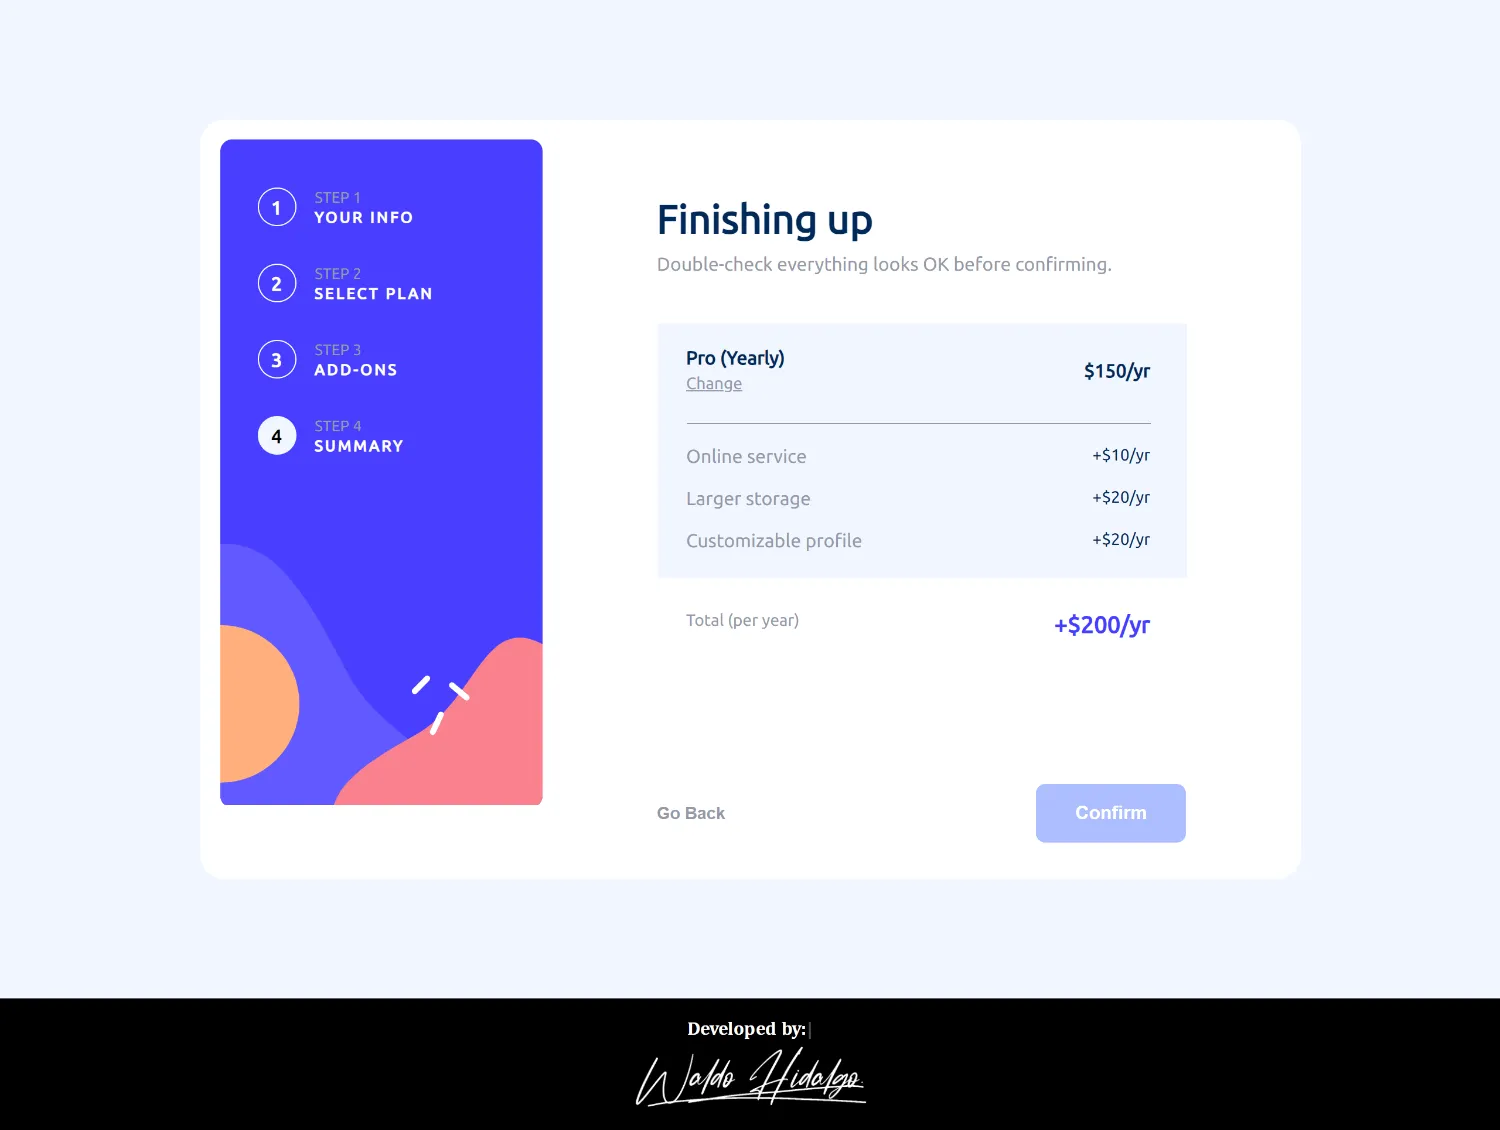 1
STEP 1
YOUR INFO
2
STEP 2
SELECT PLAN
3
STEP 3
ADD-ONS
4
STEP 4
SUMMARY
Finishing up
Double-check everything looks OK before confirming.
Pro (Yearly)
Change
$150/yr
Online service +$10/yr
Larger storage +$20/yr
Customizable profile +$20/yr
Total (per year) +$200/yr
Go Back Confirm
Developed by:|
Waldo Hidalgo.